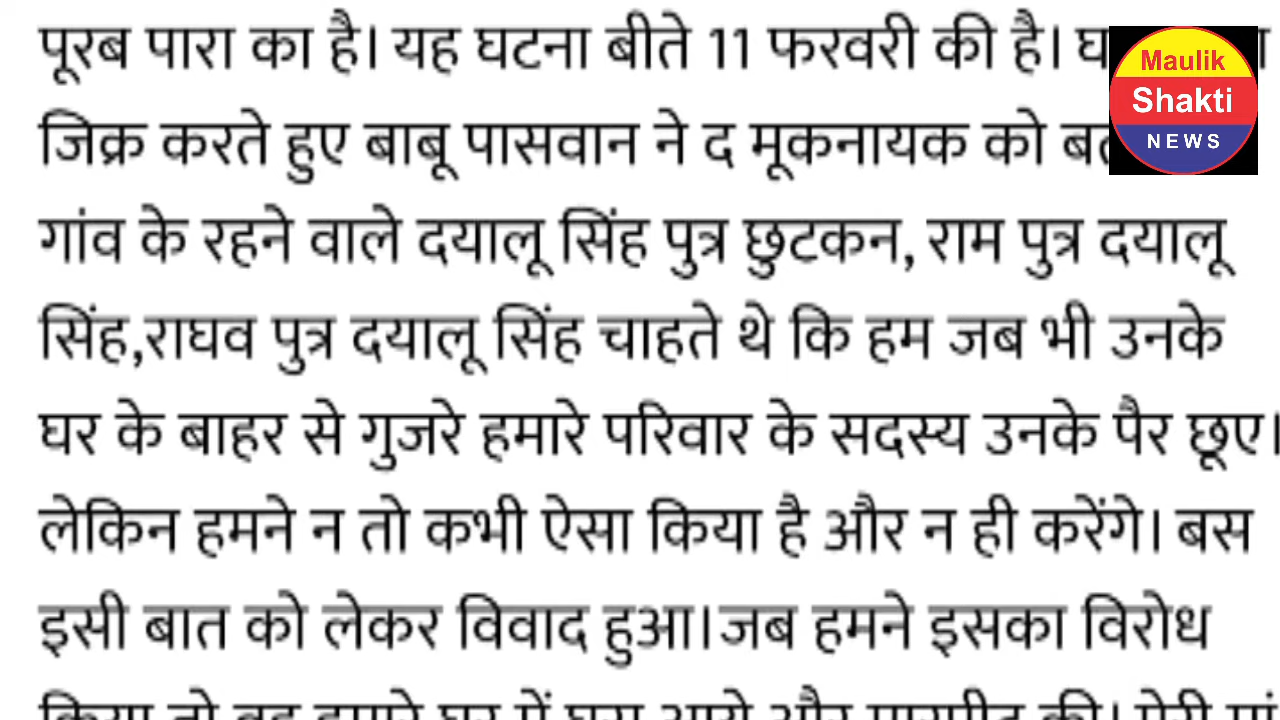 पूरब पारा का है। यह घटना बीते 11 फरवरी की है।
जिक्र करते हुए बाबू पासवान ने द मूकनायक को
गांव के रहने वाले दयालू सिंह पुत्र छुटकन, राम पुत्र दयालू
सिंह,राघव पुत्र दयालू सिंह चाहते थे कि हम जब भी उनके
घर के बाहर से गुजरे हमारे परिवार के सदस्य उनके पैर छूए।
लेकिन हमने न तो कभी ऐसा किया है और न ही करेंगे। बस
इसी बात को लेकर विवाद हुआ।जब हमने इसका विरोध
Maulik
Shakti
NEWS